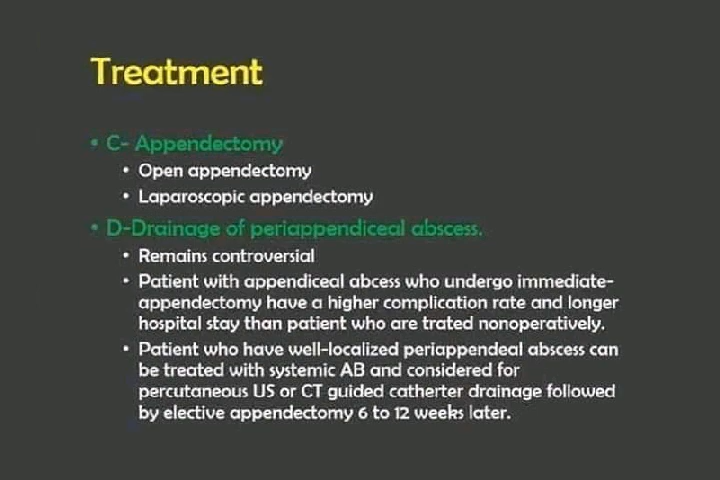 Treatment
• C- Appendectomy
• Open appendectomy
• Laparoscopic appendectomy
• D-Drainage of periappendiceal abscess.
• Remains controversial
• Patient with appendiceal abcess who undergo immediate-
appendectomy have a higher complication rate and longer
hospital stay than patient who are trated nonoperatively.
• Patient who have well-localized periappendeal abscess can
be treated with systemic AB and considered for
percutaneous US or CT guided catherter drainage followed
by elective appendectomy 6 to 12 weeks later.